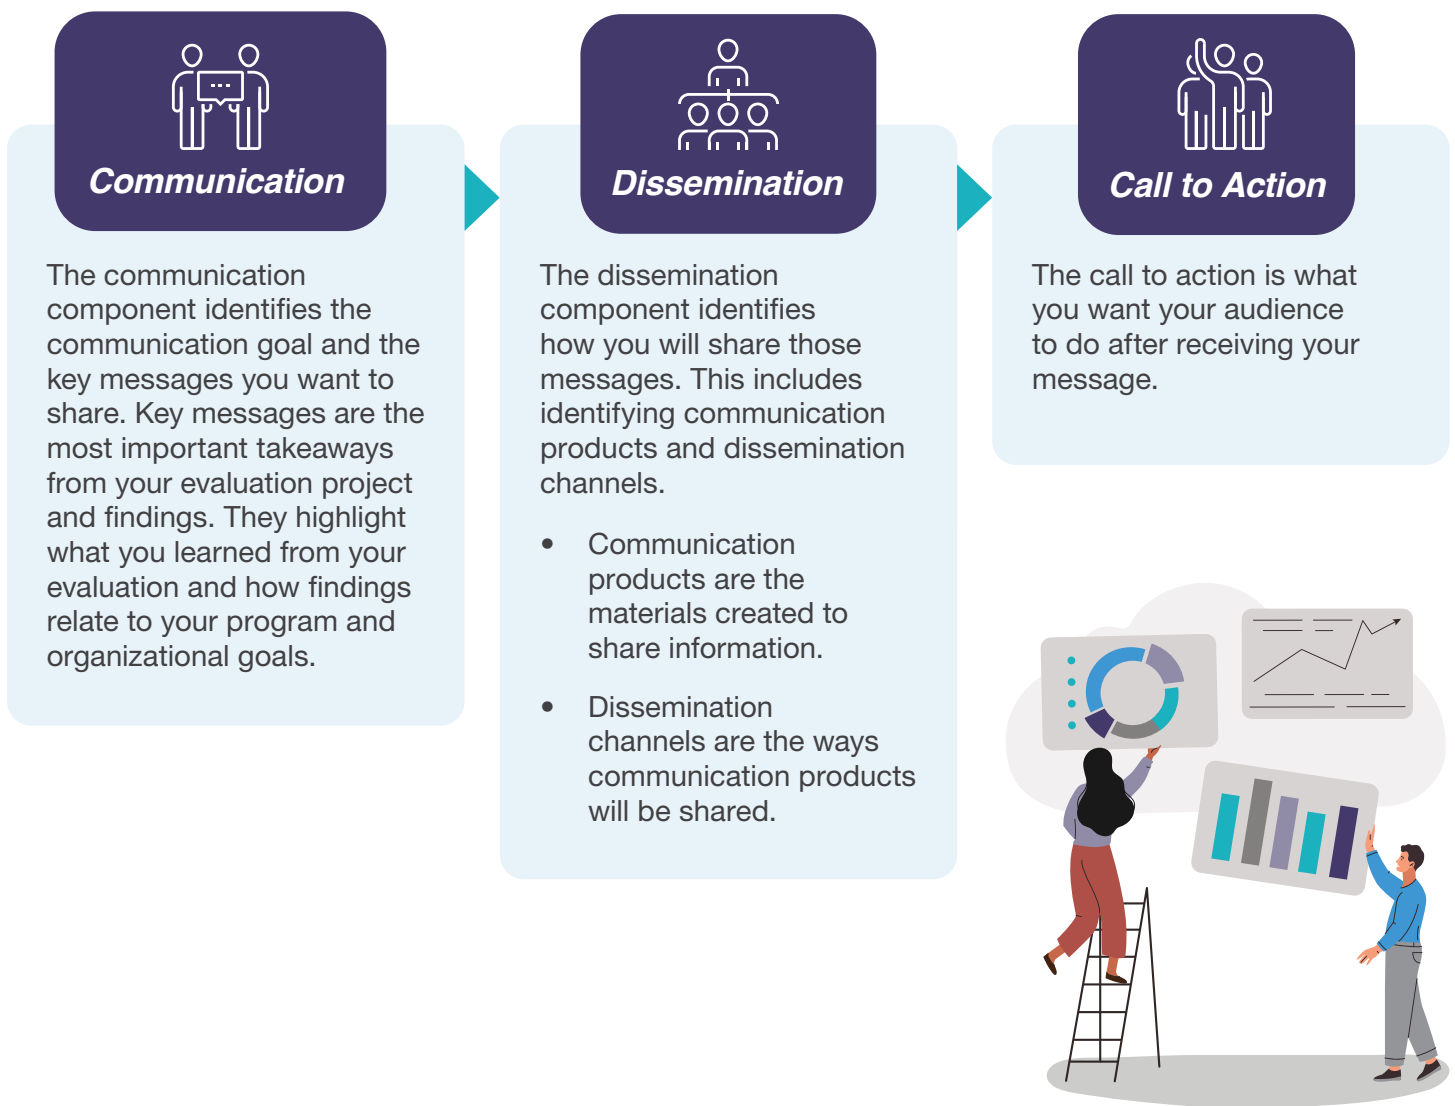 Communication
The communication
component identifies the
communication goal and the
key messages you want to
share. Key messages are the
most important takeaways
from your evaluation project
and findings. They highlight
what you learned from your
evaluation and how findings
relate to your program and
organizational goals.
Dissemination
The dissemination
component identifies
how you will share those
messages. This includes
identifying communication
products and dissemination
channels.
• Communication
products are the
materials created to
share information.
• Dissemination
channels are the ways
communication products
will be shared.
Call to Action
The call to action is what
you want your audience
to do after receiving your
message.